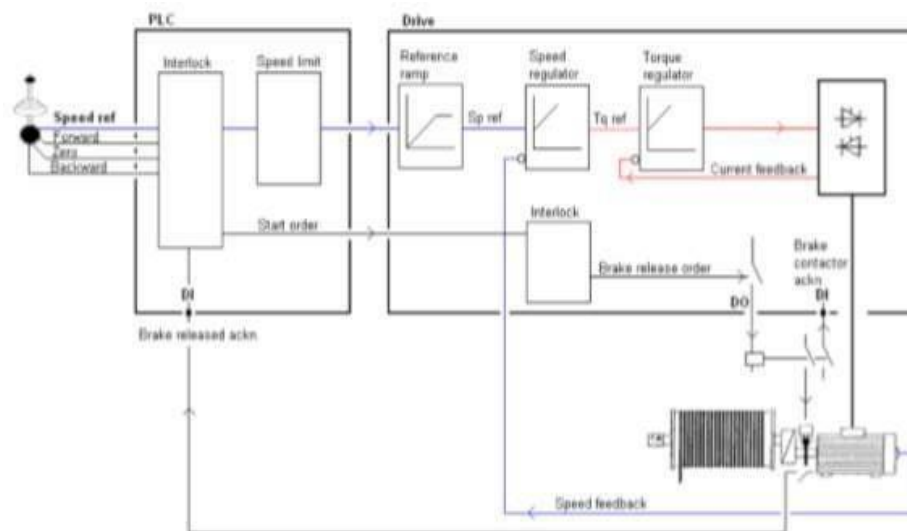 PLC
Drive
Interlock
Speed limit
Reference
ramp
Speed
regulator
Torque
regulator
Speed ref
Forward
Zero
Backward
Sp ref
Tq ref
Current feedback
Start order
Interlock
Brake release order
Brake
contactor
ackn.
DI
DO
DI
Brake released ackn.
Speed feedback